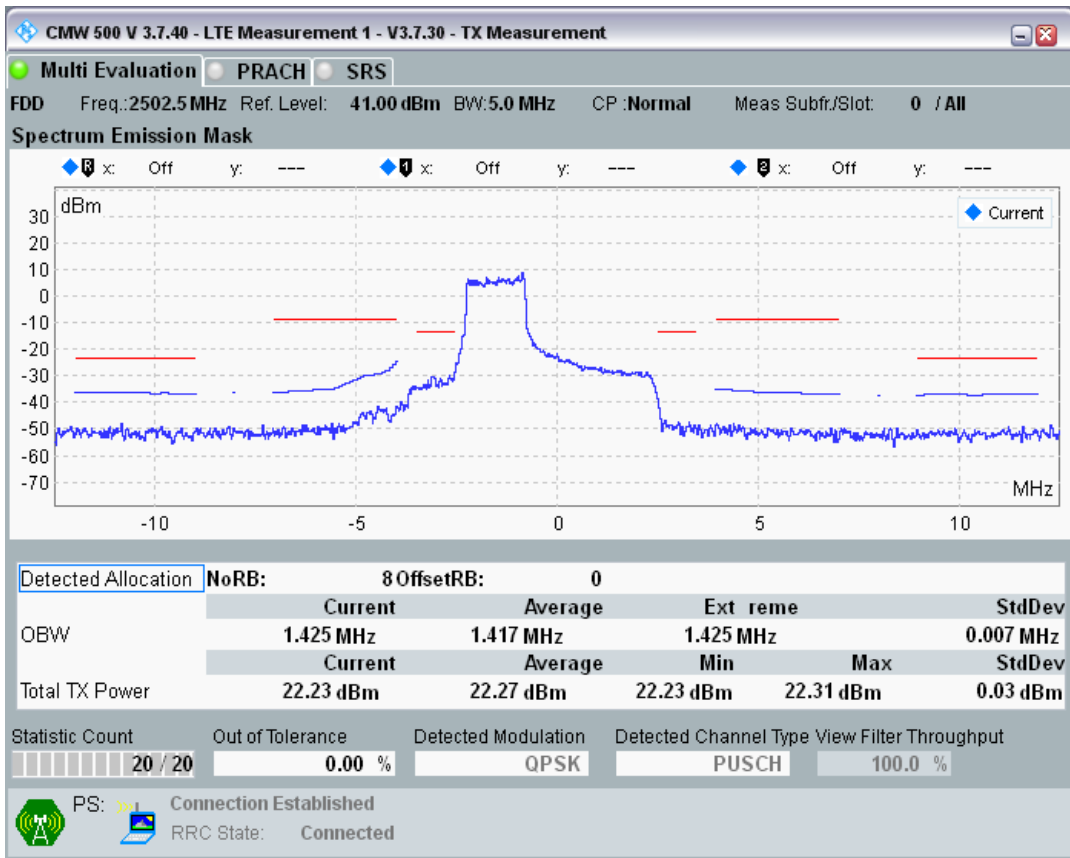 CMW 500 V 3.7.40 - LTE Measurement 1 - V3.7.30 - TX Measurement
Multi Evaluation PRACH SRS
FDD Freq.:2502.5 MHz Ref. Level: 41.00 dBm BW:5.0 MHz CP :Normal Meas Subfr./Slot: 0 / All
Spectrum Emission Mask
R x: Off y: --- 1 x: Off y: --- 2 x: Off y: ---
dBm
Current
30
20
10
0
-10
-20
-30
-40
-50
-60
-70
MHz
-10 -5 0 5 10
Detected Allocation NoRB: 8 OffsetRB: 0
Current Average Ext reme StdDev
OBW 1.425 MHz 1.417 MHz 1.425 MHz 0.007 MHz
Current Average Min Max StdDev
Total TX Power 22.23 dBm 22.27 dBm 22.23 dBm 22.31 dBm 0.03 dBm
Statistic Count Out of Tolerance Detected Modulation Detected Channel Type View Filter Throughput
20 / 20 0.00 % QPSK PUSCH 100.0 %
PS: Connection Established
RRC State: Connected